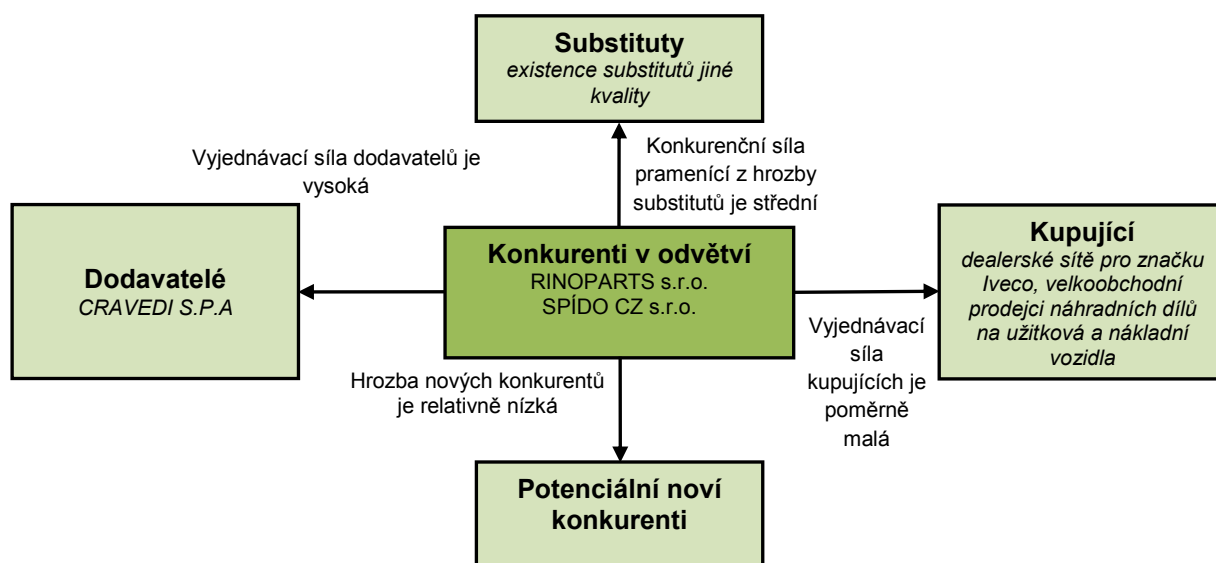 Substituty
existence substitutů jiné
kvality
Vyjednávací síla dodavatelů je
vysoká
Konkurenční síla
pramenící z hrozby
substitutů je střední
Dodavatelé
CRAVEDI S.P.A
Konkurenti v odvětví
RINOPARTS s.r.o.
SPÍDO CZ s.r.o.
Kupující
dealerské sítě pro značku
Iveco, velkoobchodní
prodejci náhradních dílů
na užitková a nákladní
vozidla
Vyjednávací
síla
kupujících je
poměrně
malá
Hrozba nových konkurentů
je relativně nízká
Potenciální noví
konkurenti